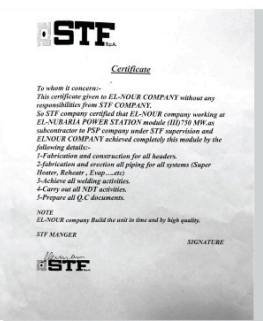 STF S.p.A.
Certificate
To whom it concern:-
This certificate given to EL-NOUR COMPANY without any
responsibilities from STF COMPANY.
So STF company certified that EL-NOUR company working at
EL-NUBARIA POWER STATION module (III)750 MW.as
subcontractor to PSP company under STF supervision and
ELNOUR COMPANY achieved completely this module by the
following details:-
1-Fabrication and construction for all headers.
2-fabrication and erection all piping for all systems (Super
Heater, Reheatr , Evap....etc)
3-Achieve all welding activities.
4-Carry out all NDT activities.
5-Prepare all Q.C documents.
NOTE
EL-NOUR company Build the unit in time and by high quality.
STF MANGER
SIGNATURE
STF